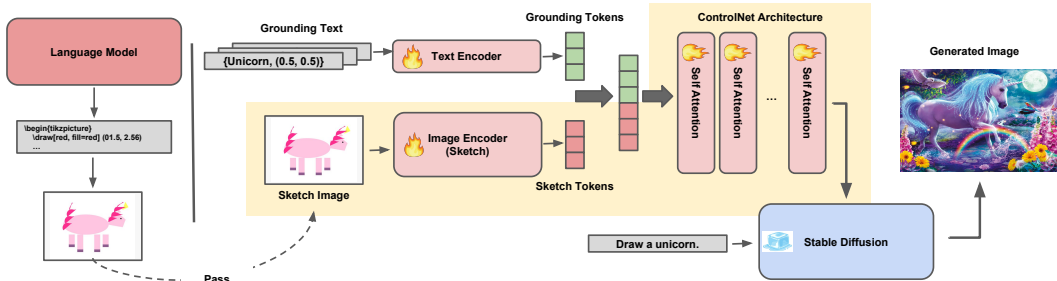 Language Model
\begin{tikzpicture}
\draw[red, fill=red] (01.5, 2.56)
...
Grounding Text
{Unicorn, (0.5, 0.5)}
Text Encoder
Grounding Tokens
Sketch Image
Image Encoder
(Sketch)
Sketch Tokens
ControlNet Architecture
Self Attention
Self Attention
...
Self Attention
Generated Image
Draw a unicorn.
Stable Diffusion
Pass